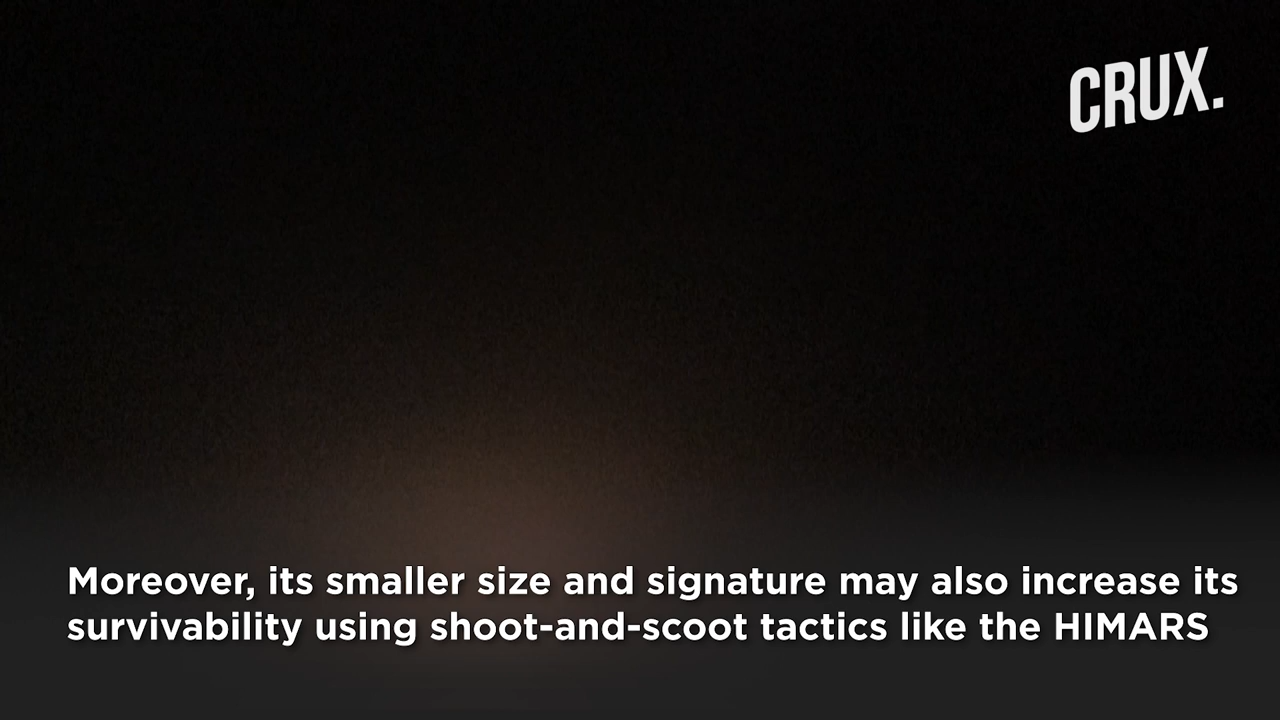 CRUX.
Moreover, its smaller size and signature may also increase its
survivability using shoot-and-scoot tactics like the HIMARS